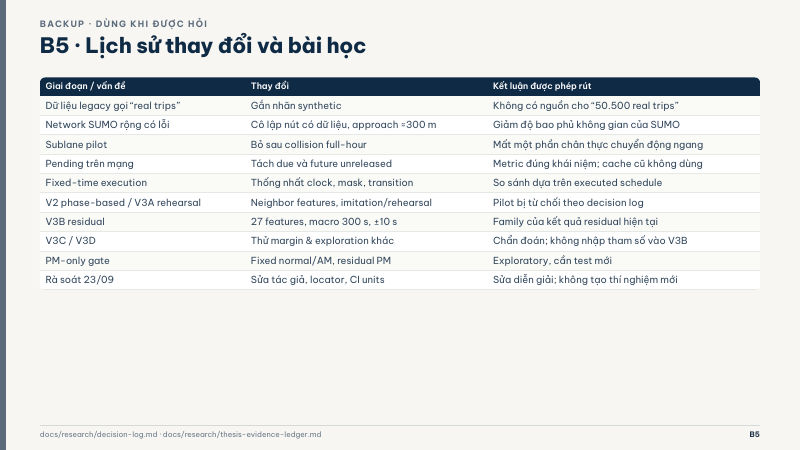 BACKUP · DÙNG KHI ĐƯỢC HỎI
B5 · Lịch sử thay đổi và bài học
Giai đoạn / vấn đề Thay đổi Kết luận được phép rút
Dữ liệu legacy gọi “real trips” Gắn nhãn synthetic Không có nguồn cho “50.500 real trips”
Network SUMO rộng có lỗi Cô lập nút có dữ liệu, approach ≈300 m Giảm độ bao phủ không gian của SUMO
Sublane pilot Bỏ sau collision full-hour Mất một phần chân thực chuyển động ngang
Pending trên mạng Tách due và future unreleased Metric đúng khái niệm; cache cũ không dùng
Fixed-time execution Thống nhất clock, mask, transition So sánh dựa trên executed schedule
V2 phase-based / V3A rehearsal Neighbor features, imitation/rehearsal Pilot bị từ chối theo decision log
V3B residual 27 features, macro 300 s, ±10 s Family của kết quả residual hiện tại
V3C / V3D Thử margin & exploration khác Chẩn đoán; không nhập tham số vào V3B
PM-only gate Fixed normal/AM, residual PM Exploratory, cần test mới
Rà soát 23/09 Sửa tác giả, locator, CI units Sửa diễn giải; không tạo thí nghiệm mới
docs/research/decision-log.md · docs/research/thesis-evidence-ledger.md B5